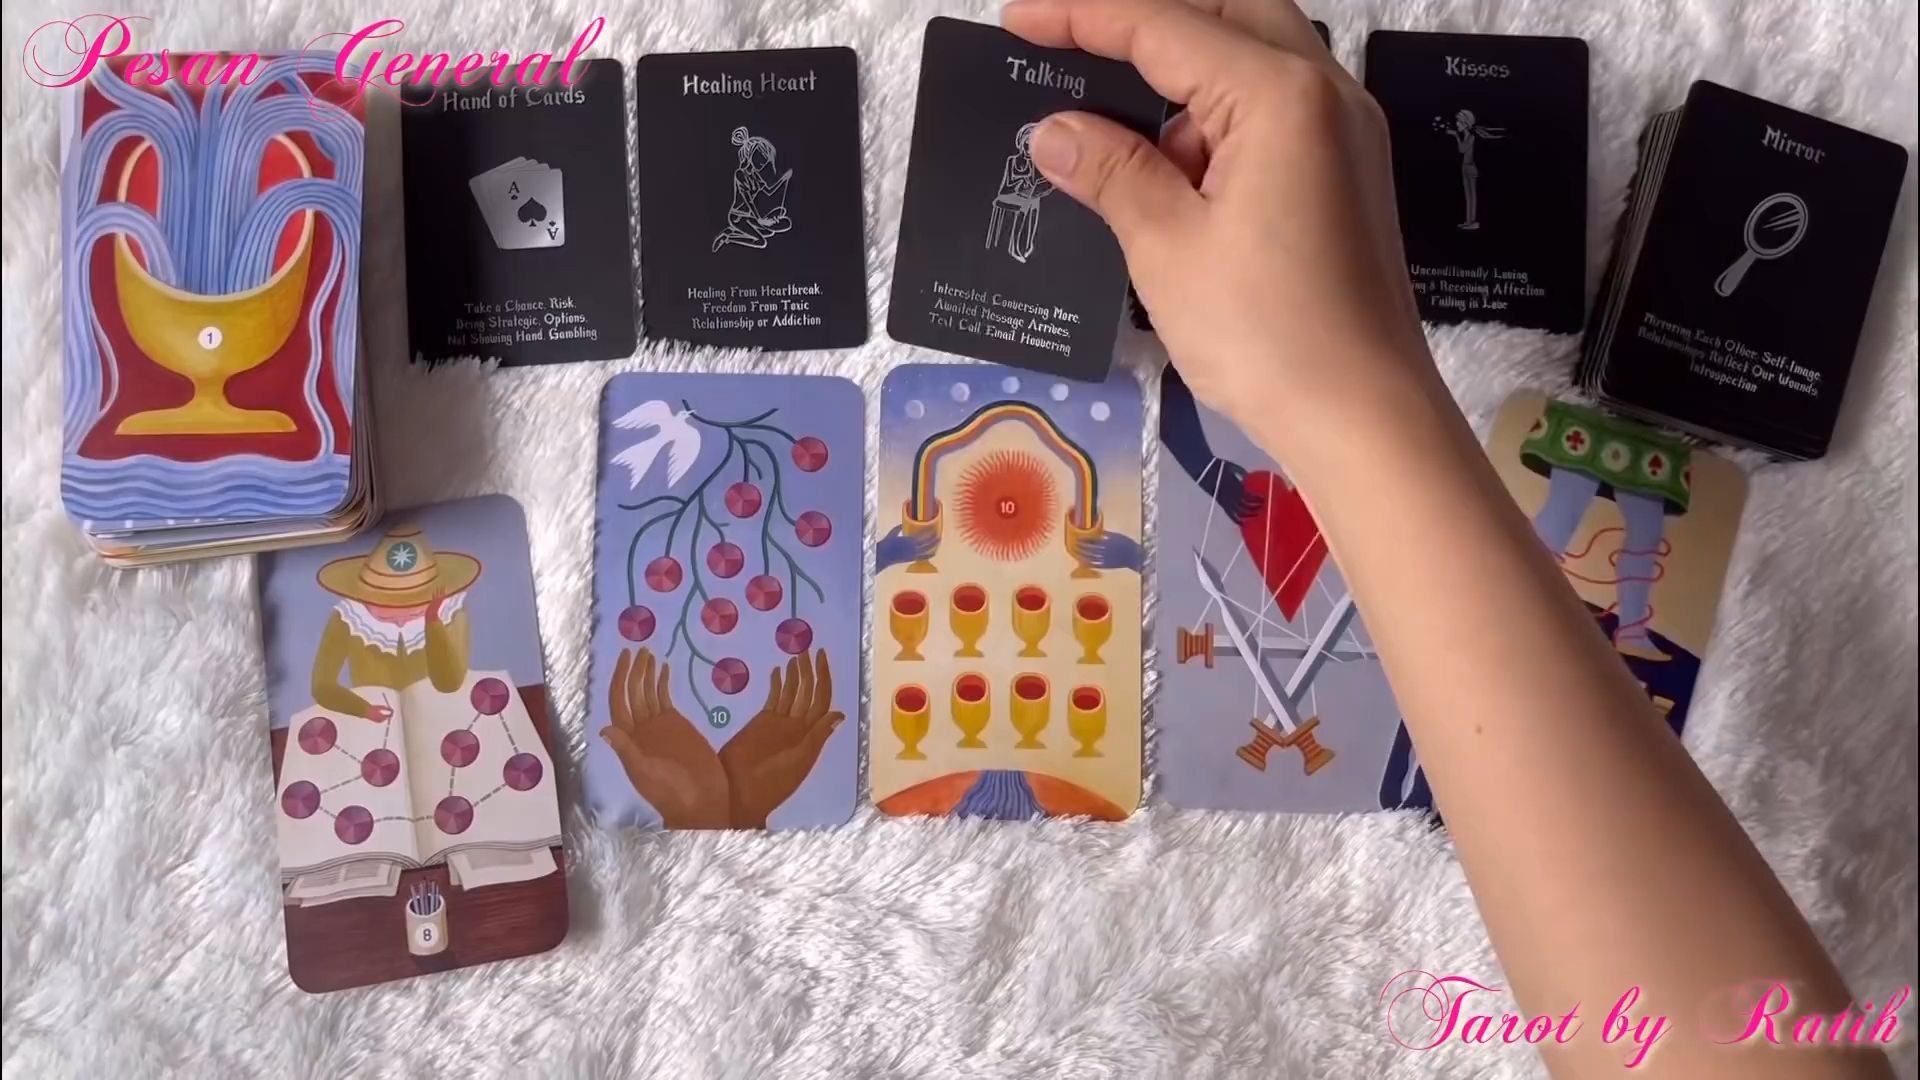 Pesan General
Hand of Cards
Take a Chance, Risk,
Being Strategic, Options,
Not Showing Hand, Gambling
Healing Heart
Healing From Heartbreak,
Freedom From Toxic
Relationship or Addiction
Talking
Interested, Conversing More,
Awaited Message Arrives,
Text Call Email Hoovering
Kisses
Unconditionally Loving
& Receiving Affection
Falling in Love
Mirror
Mirroring Each Other, Self-Image,
Relationships Reflect Our Wounds,
Introspection
A
A
1
10
10
8
Tarot by Ratih